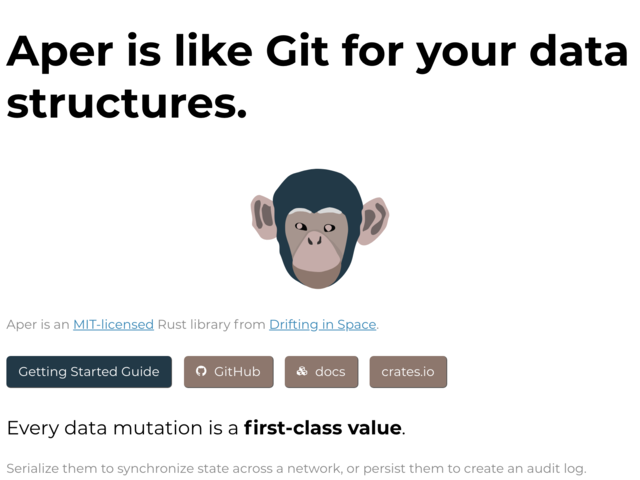 Aper is like Git for your data
structures.
Aper is an MIT-licensed Rust library from Drifting in Space.
Getting Started Guide GitHub docs crates.io
Every data mutation is a first-class value.
Serialize them to synchronize state across a network, or persist them to create an audit log.